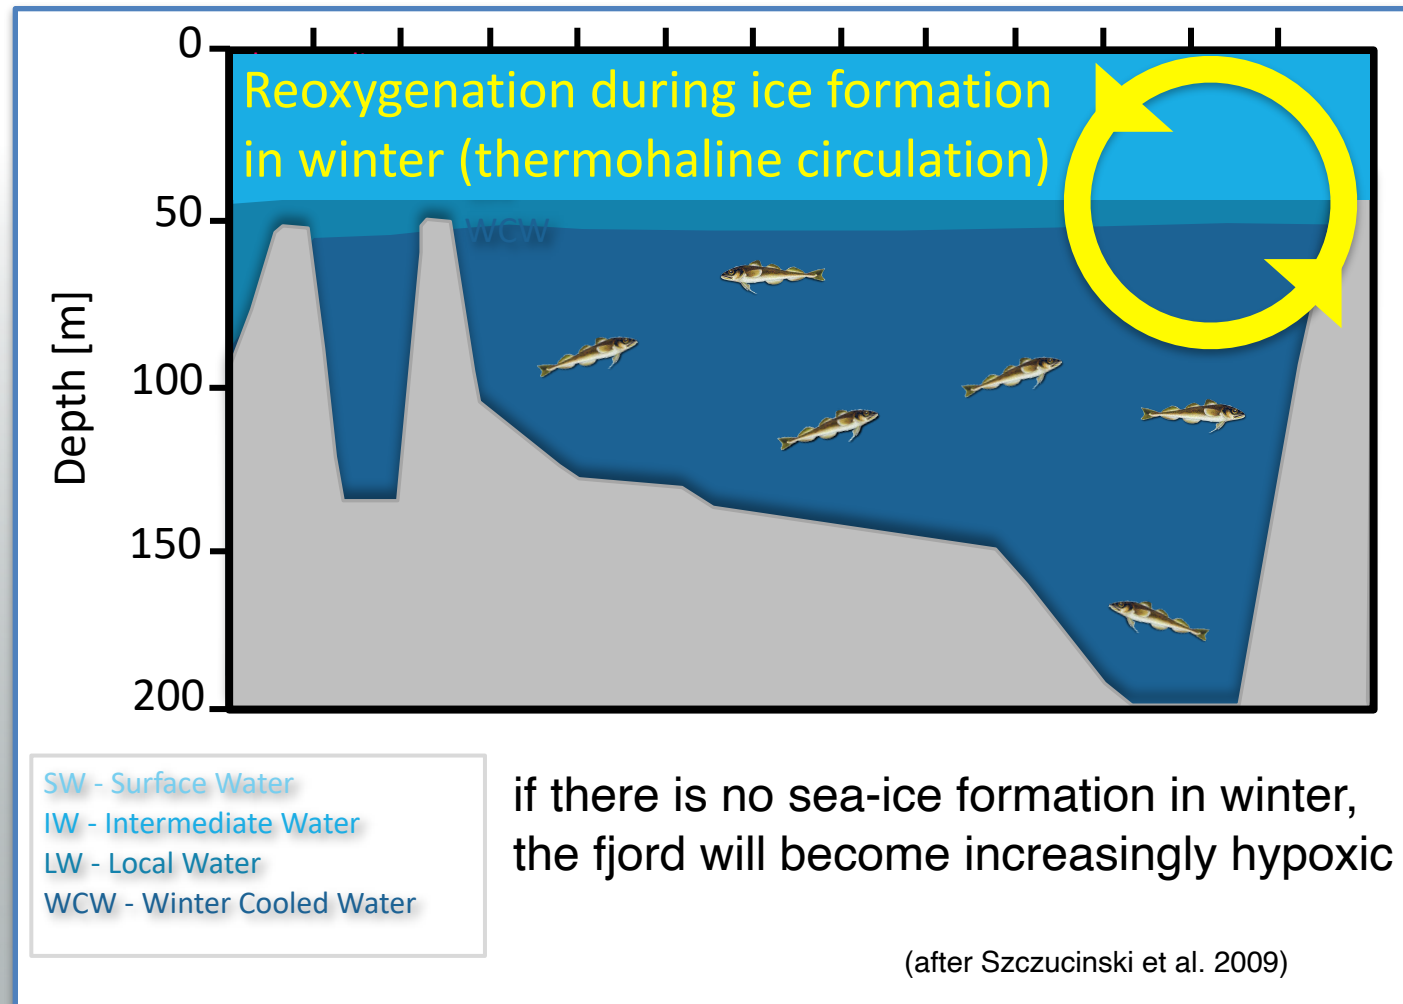 0
Reoxygenation during ice formation
in winter (thermohaline circulation)
50
WCW
Depth [m]
100
150
200
SW - Surface Water
IW - Intermediate Water
LW - Local Water
WCW - Winter Cooled Water
if there is no sea-ice formation in winter,
the fjord will become increasingly hypoxic
(after Szczucinski et al. 2009)